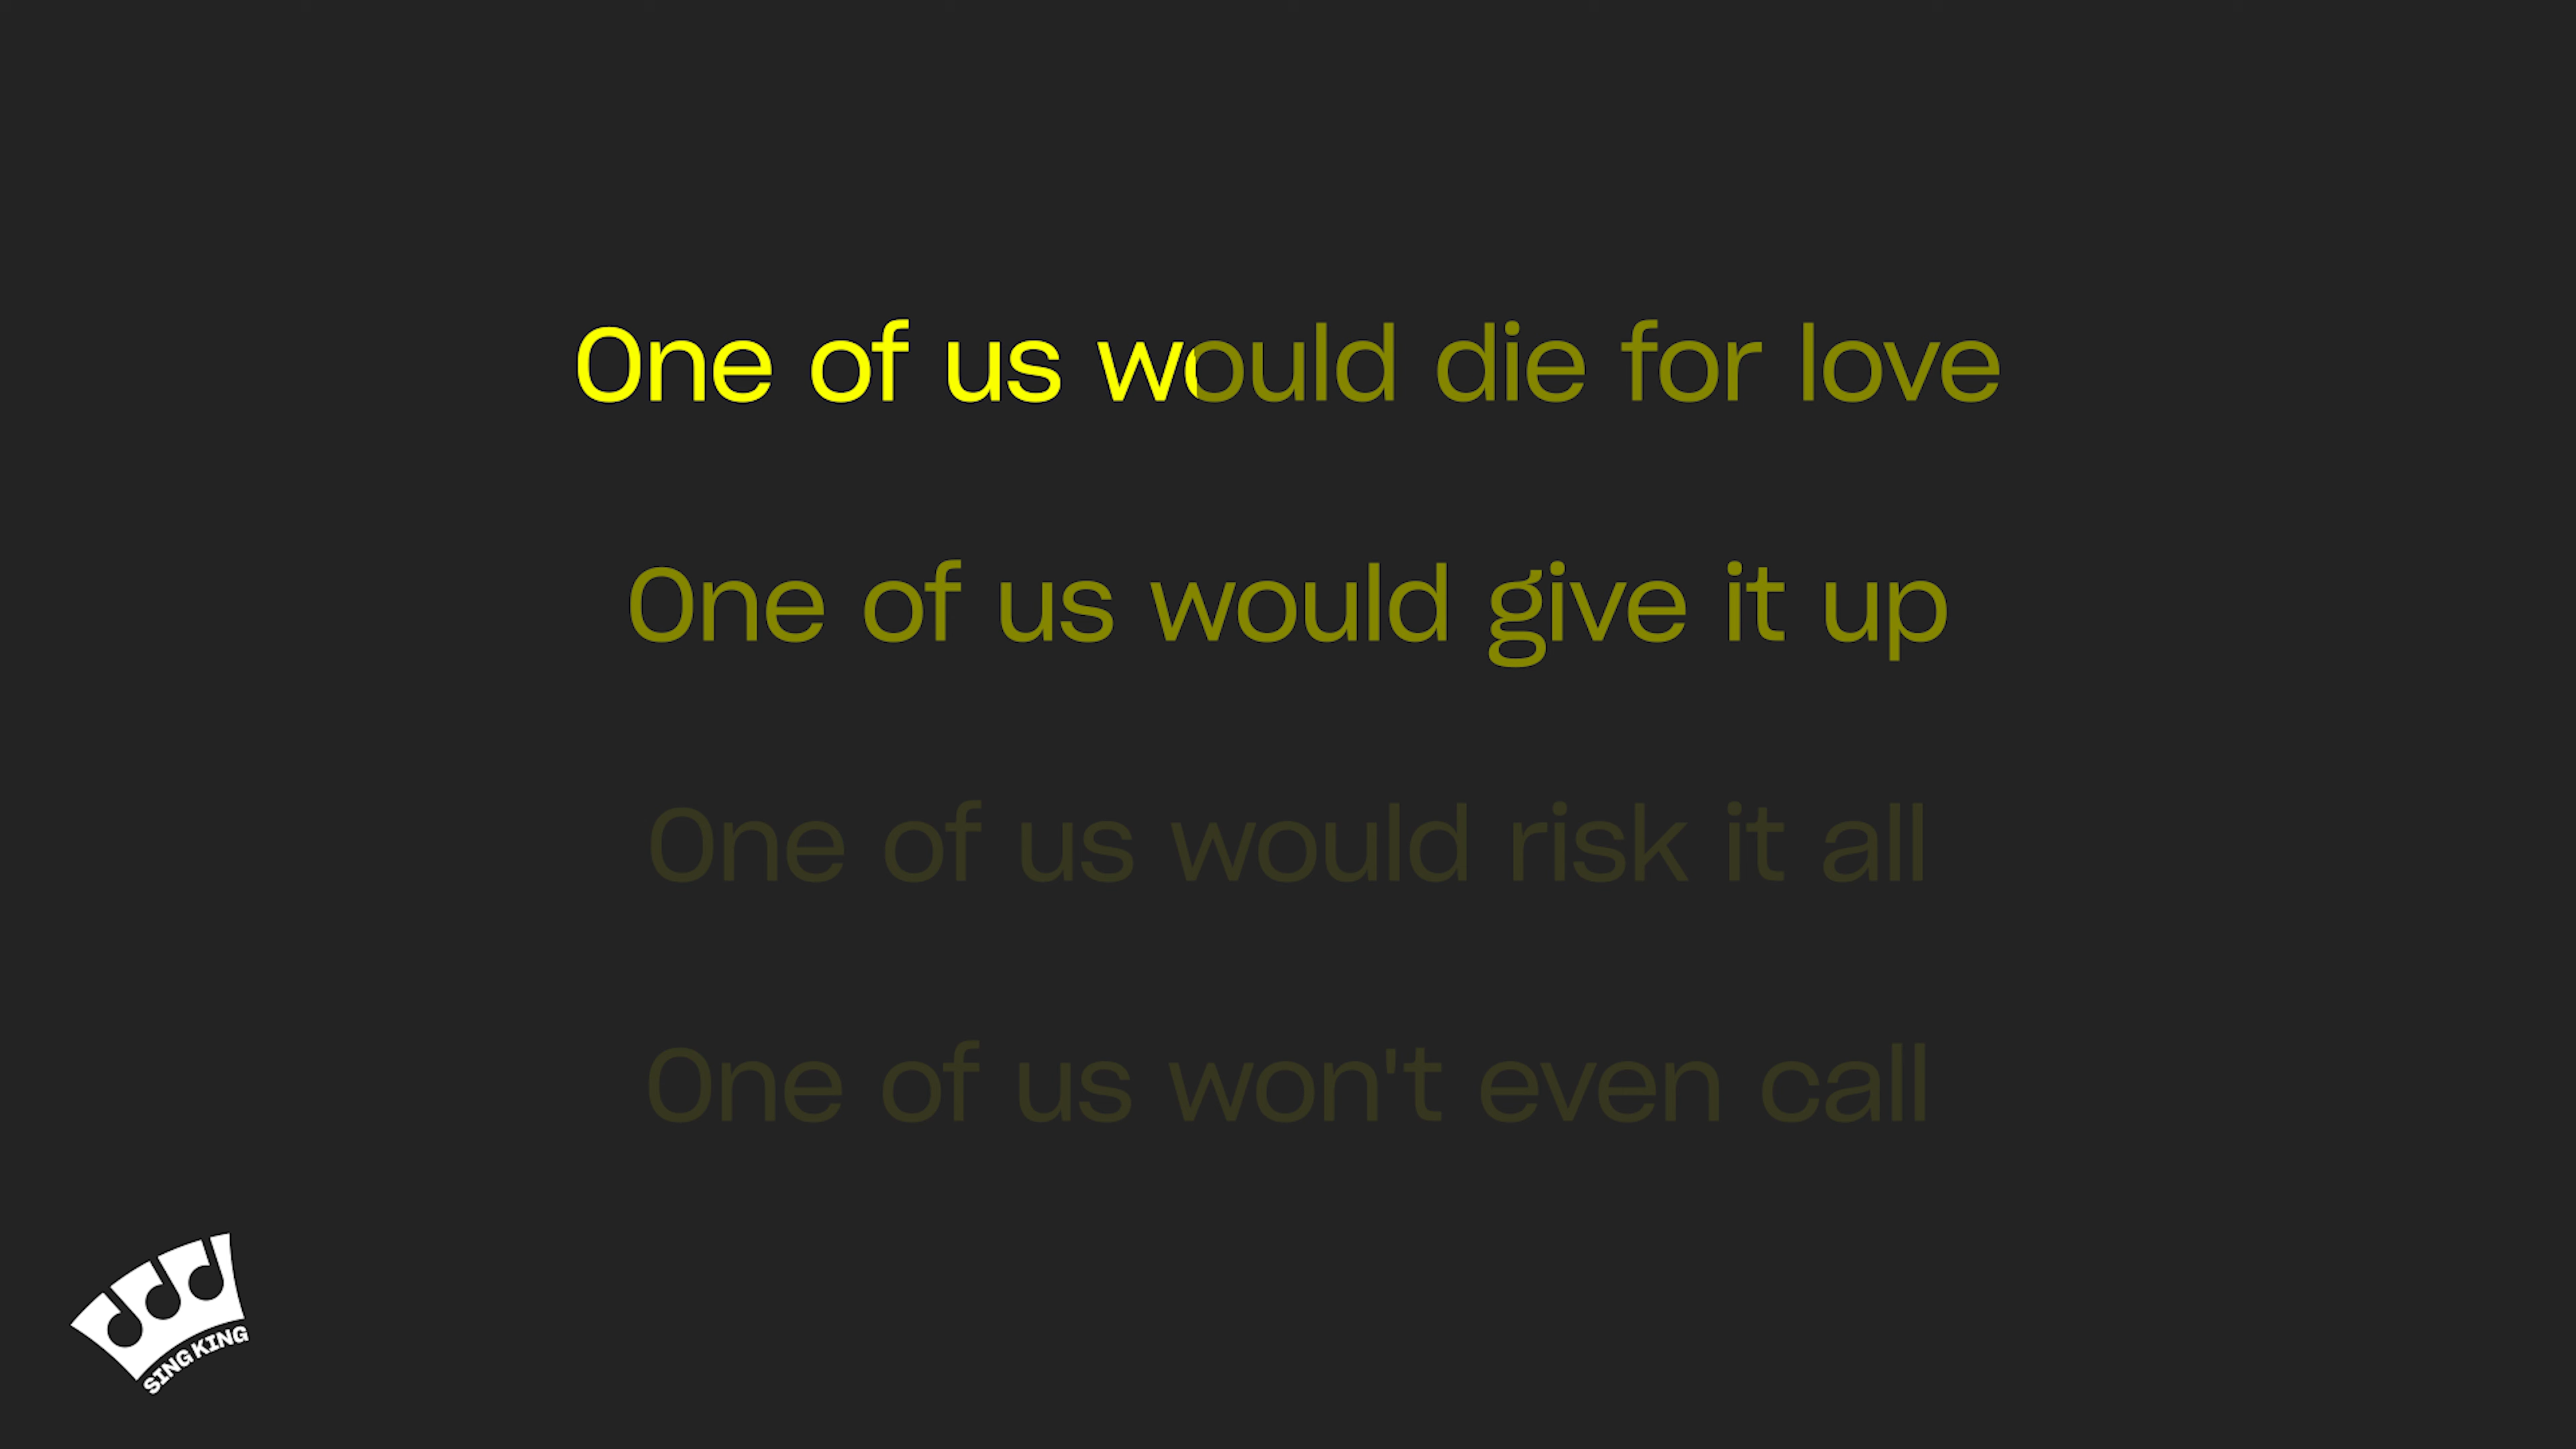 One of us would die for love
One of us would give it up
One of us would risk it all
One of us won't even call
SING KING